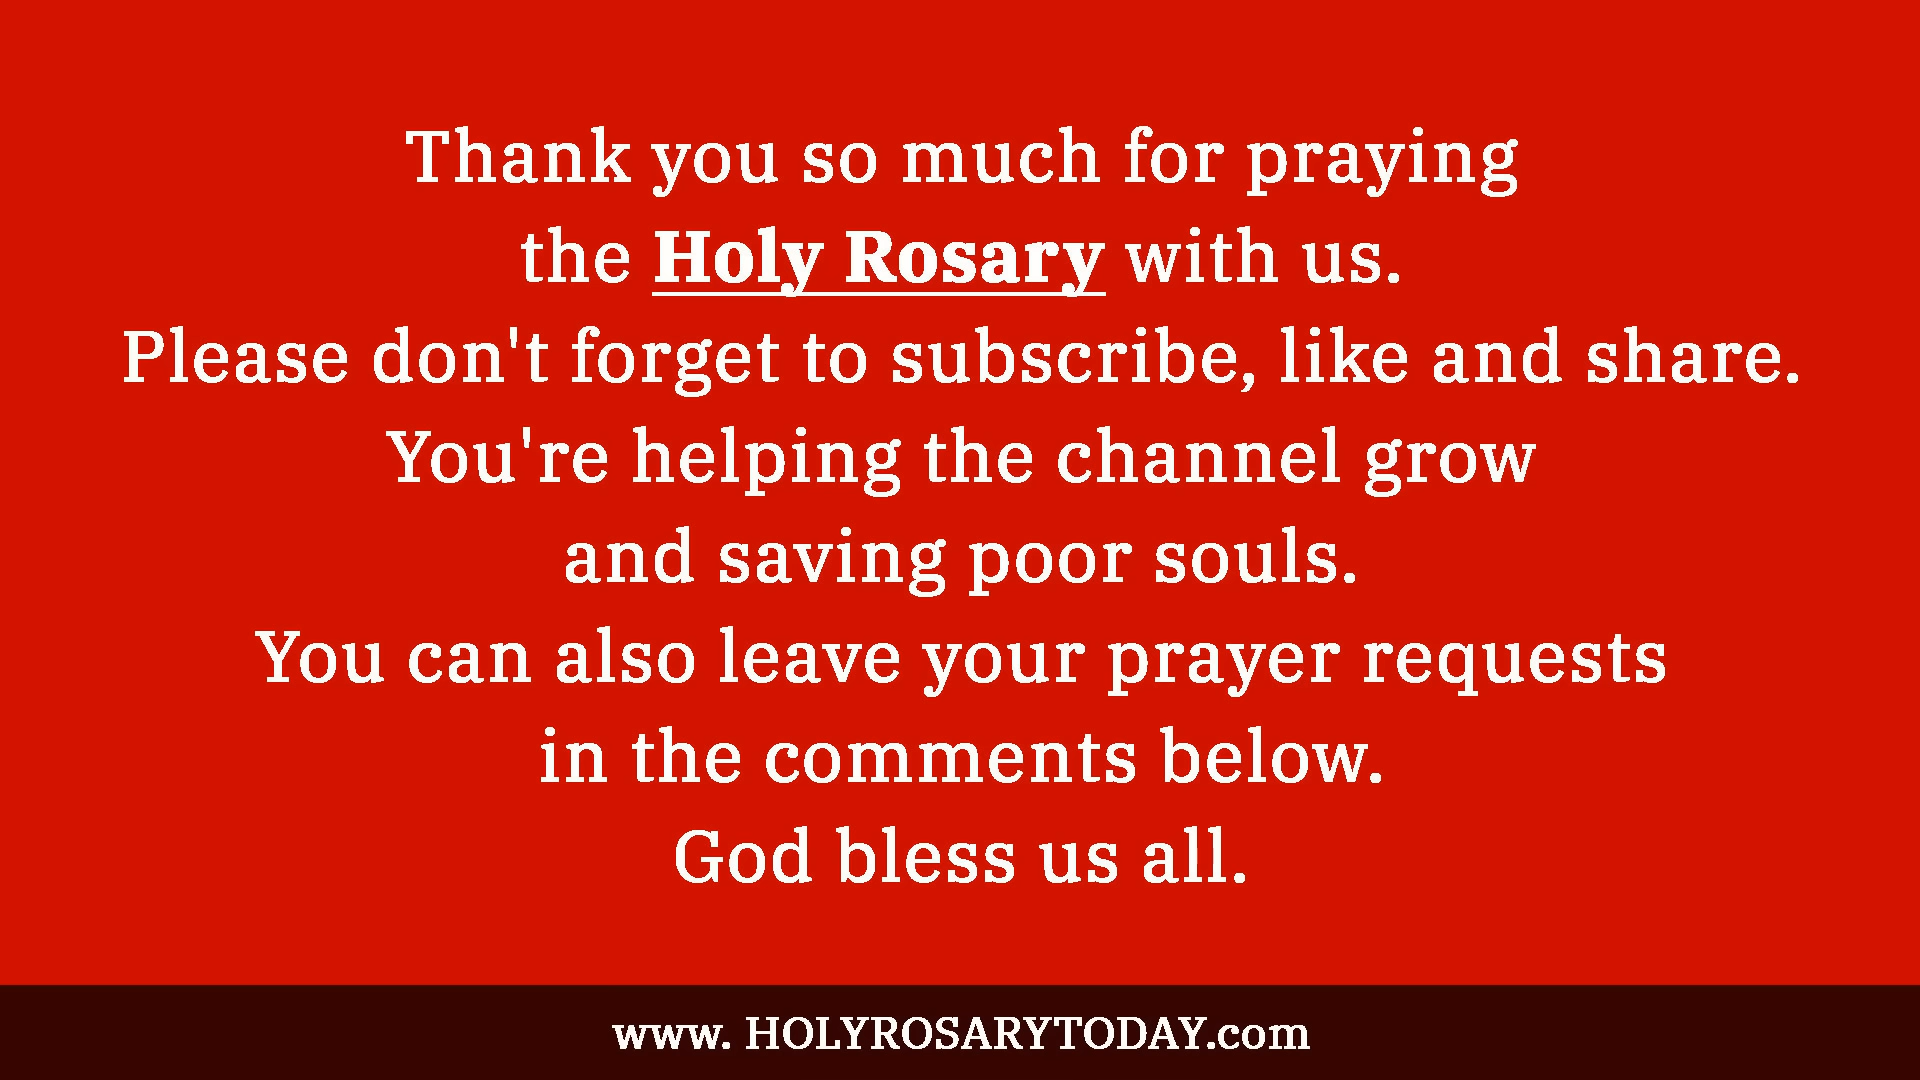 Thank you so much for praying
the Holy Rosary with us.
Please don't forget to subscribe, like and share.
You're helping the channel grow
and saving poor souls.
You can also leave your prayer requests
in the comments below.
God bless us all.
www. HOLYROSARYTODAY.com